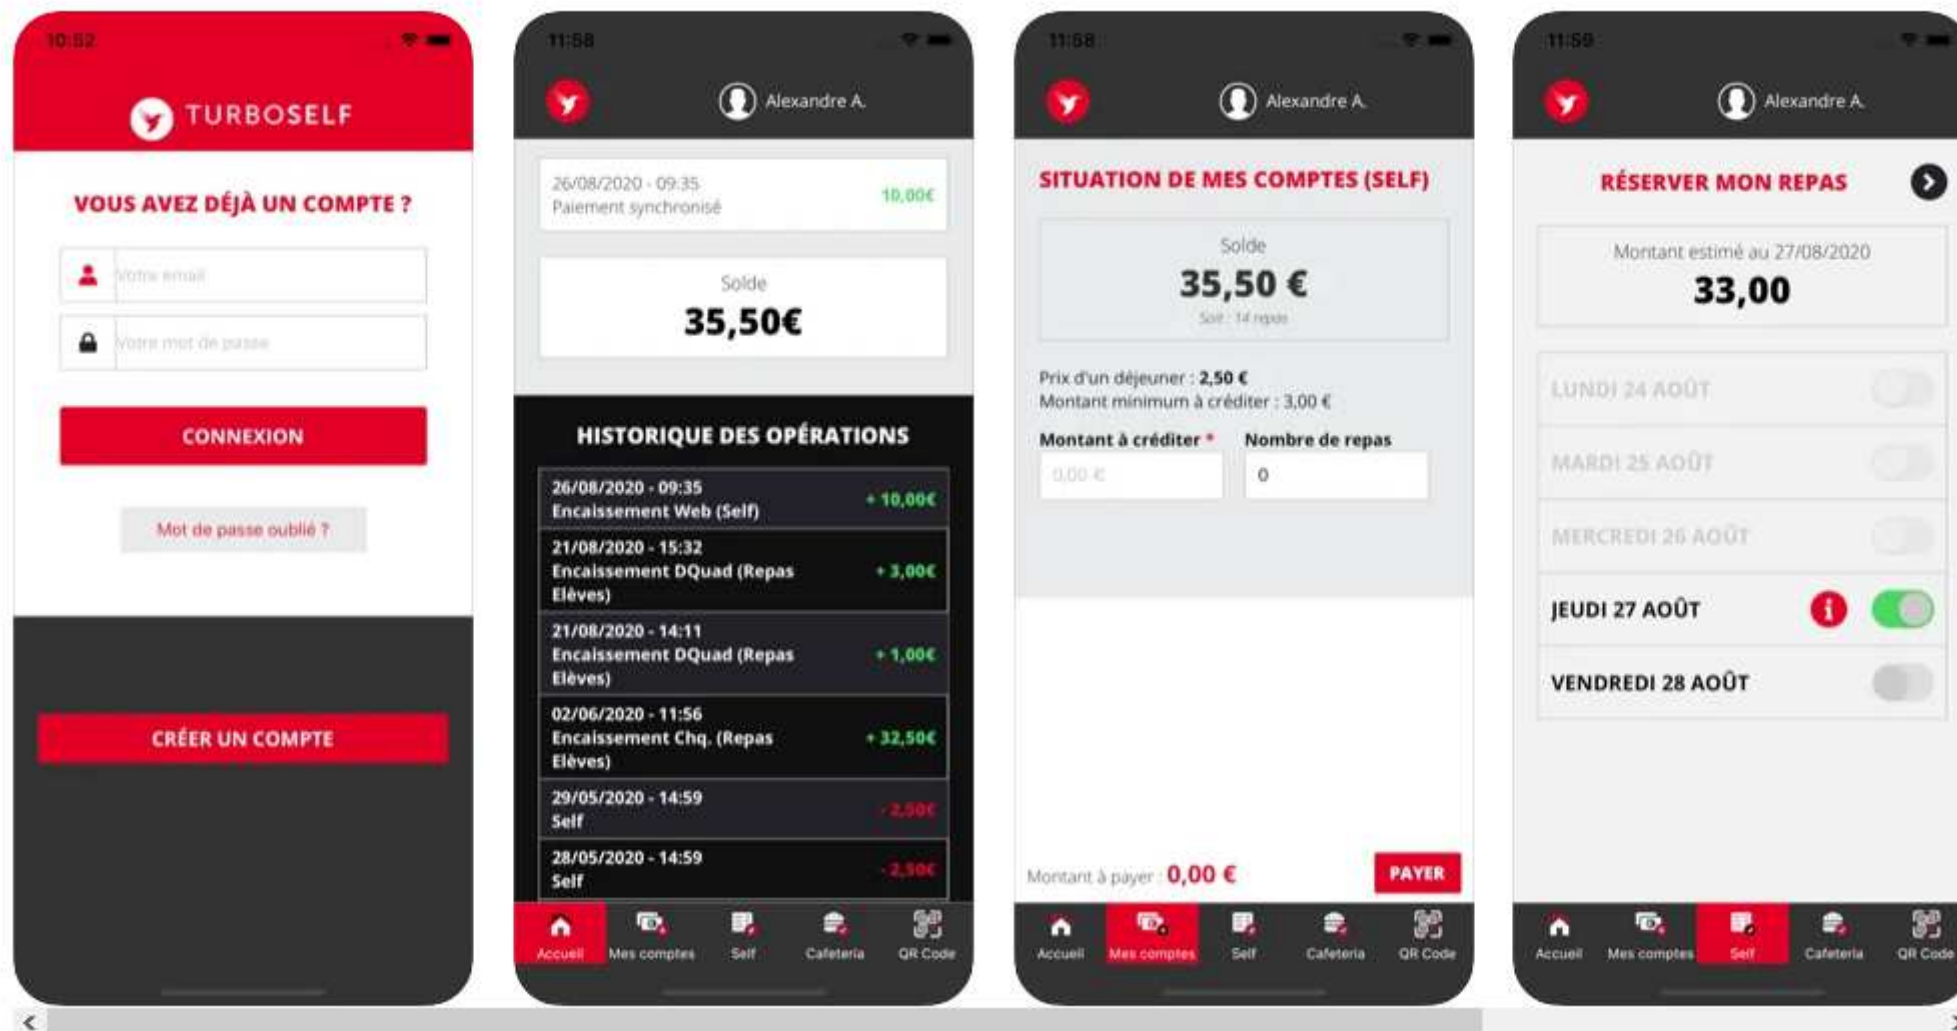 10:52
TURBOSELF
VOUS AVEZ DÉJÀ UN COMPTE ?
Votre email
Votre mot de passe
CONNEXION
Mot de passe oublié ?
CRÉER UN COMPTE
11:58
Alexandre A.
26/08/2020 - 09:35
Paiement synchronisé
10,00€
Solde
35,50€
HISTORIQUE DES OPÉRATIONS
26/08/2020 - 09:35
Encaissement Web (Self)
+ 10,00€
21/08/2020 - 15:32
Encaissement DQuad (Repas
Elèves)
+ 3,00€
21/08/2020 - 14:11
Encaissement DQuad (Repas
Elèves)
+ 1,00€
02/06/2020 - 11:56
Encaissement Chq. (Repas
Elèves)
+ 32,50€
29/05/2020 - 14:59
Self
- 2,50€
28/05/2020 - 14:59
Self
- 2,50€
Accueil
Mes comptes
Self
Cafeteria
QR Code
11:58
Alexandre A.
SITUATION DE MES COMPTES (SELF)
Solde
35,50 €
Soit : 14 repas
Prix d'un déjeuner : 2,50 €
Montant minimum à créditer : 3,00 €
Montant à créditer *
Nombre de repas
0,00 €
0
Montant à payer : 0,00 €
PAYER
Accueil
Mes comptes
Self
Cafeteria
QR Code
11:59
Alexandre A.
RÉSERVER MON REPAS
Montant estimé au 27/08/2020
33,00
LUNDI 24 AOÛT
MARDI 25 AOÛT
MERCREDI 26 AOÛT
JEUDI 27 AOÛT
VENDREDI 28 AOÛT
Accueil
Mes comptes
Self
Cafeteria
QR Code